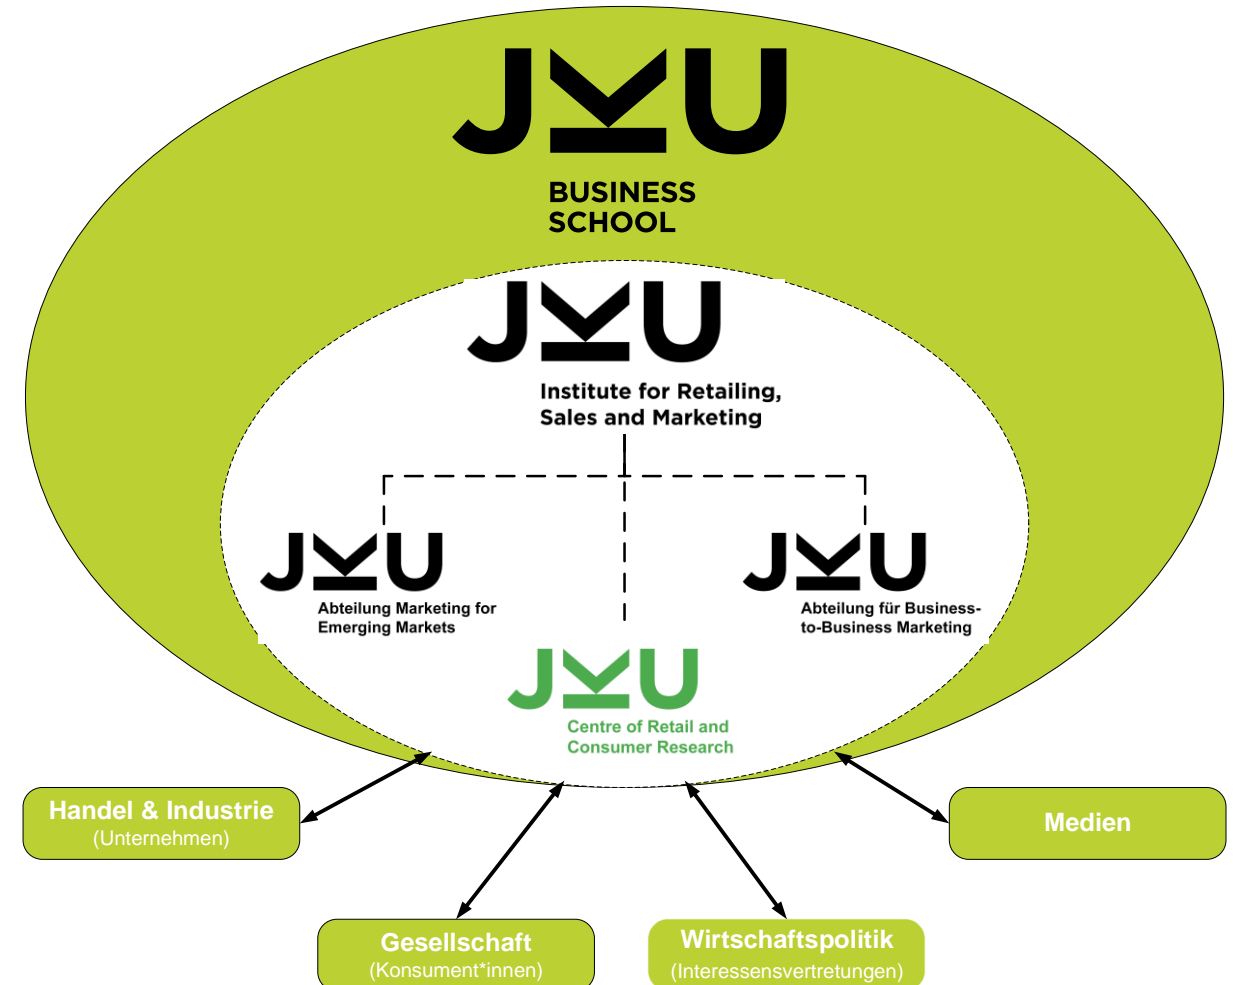 JKU
BUSINESS
SCHOOL
JKU
Institute for Retailing,
Sales and Marketing
JKU
Abteilung Marketing for
Emerging Markets
JKU
Abteilung für Business-
to-Business Marketing
JKU
Centre of Retail and
Consumer Research
Handel & Industrie
(Unternehmen)
Medien
Gesellschaft
(Konsument*innen)
Wirtschaftspolitik
(Interessensvertretungen)